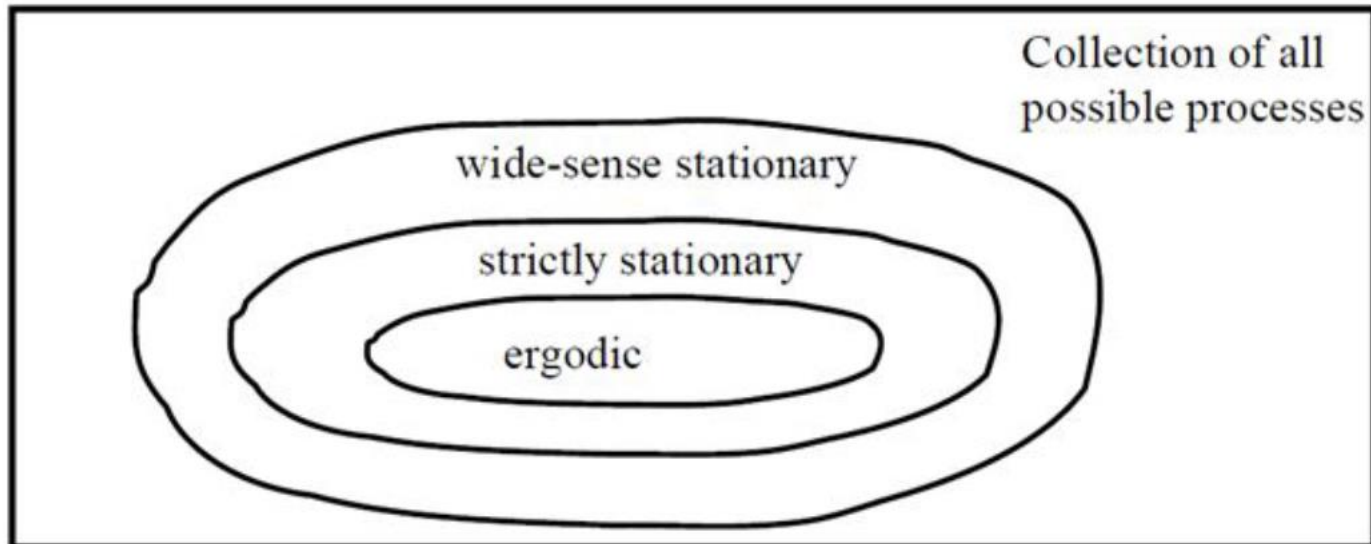 Collection of all
possible processes
wide-sense stationary
strictly stationary
ergodic